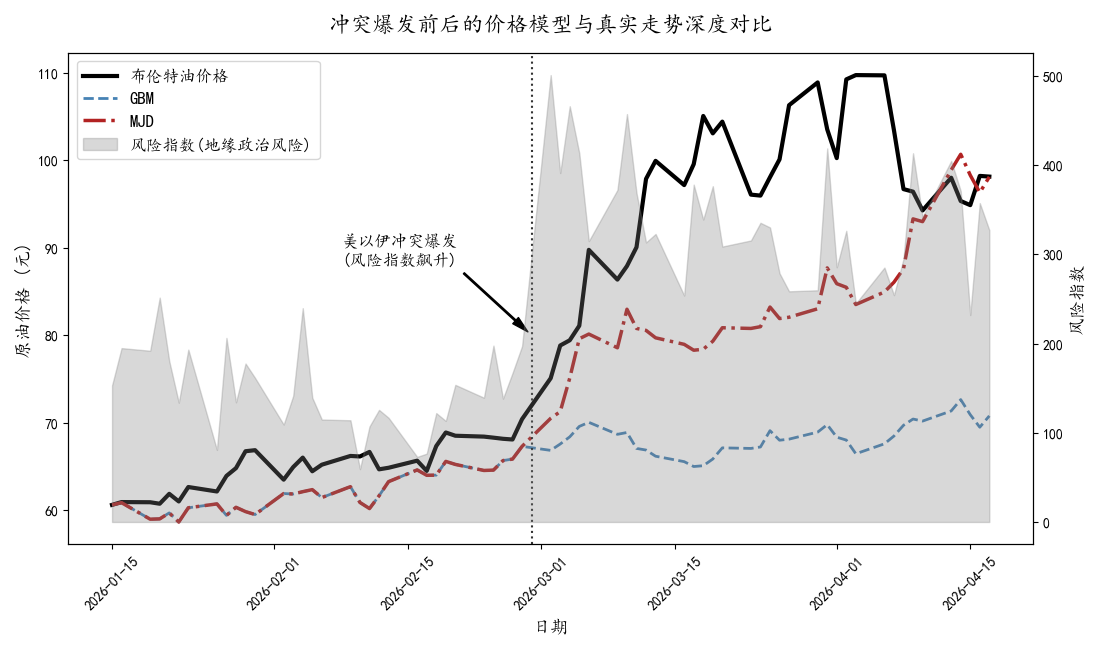 冲突爆发前后的价格模型与真实走势深度对比
布伦特油价格
GBM
MJD
风险指数(地缘政治风险)
美以伊冲突爆发
(风险指数飙升)
原油价格 (元)
110
100
90
80
70
60
风险指数
500
400
300
200
100
0
2026-01-15
2026-02-01
2026-02-15
2026-03-01
2026-03-15
2026-04-01
2026-04-15
日期